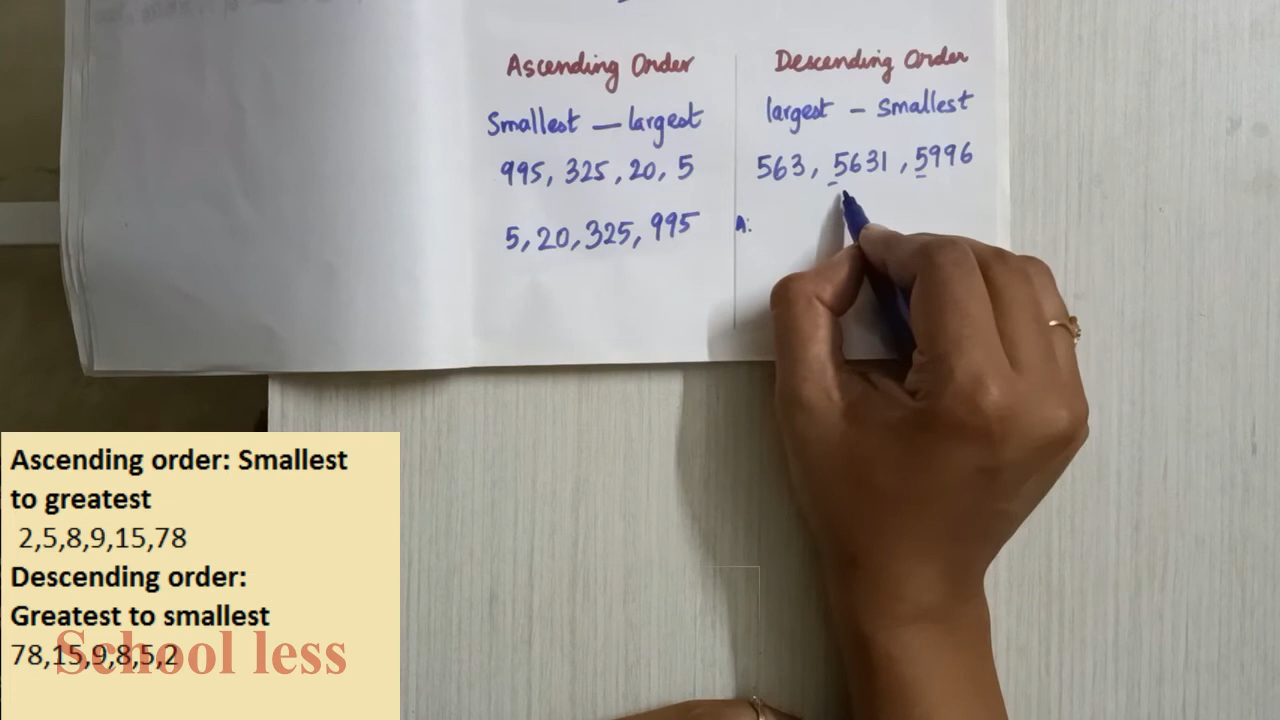 Ascending Order
Smallest — largest
995, 325, 20, 5
5, 20, 325, 995
Descending Order
largest – Smallest
563, 5631, 5996
A:
Ascending order: Smallest
to greatest
2,5,8,9,15,78
Descending order:
Greatest to smallest
78,15,9,8,5,2
School less